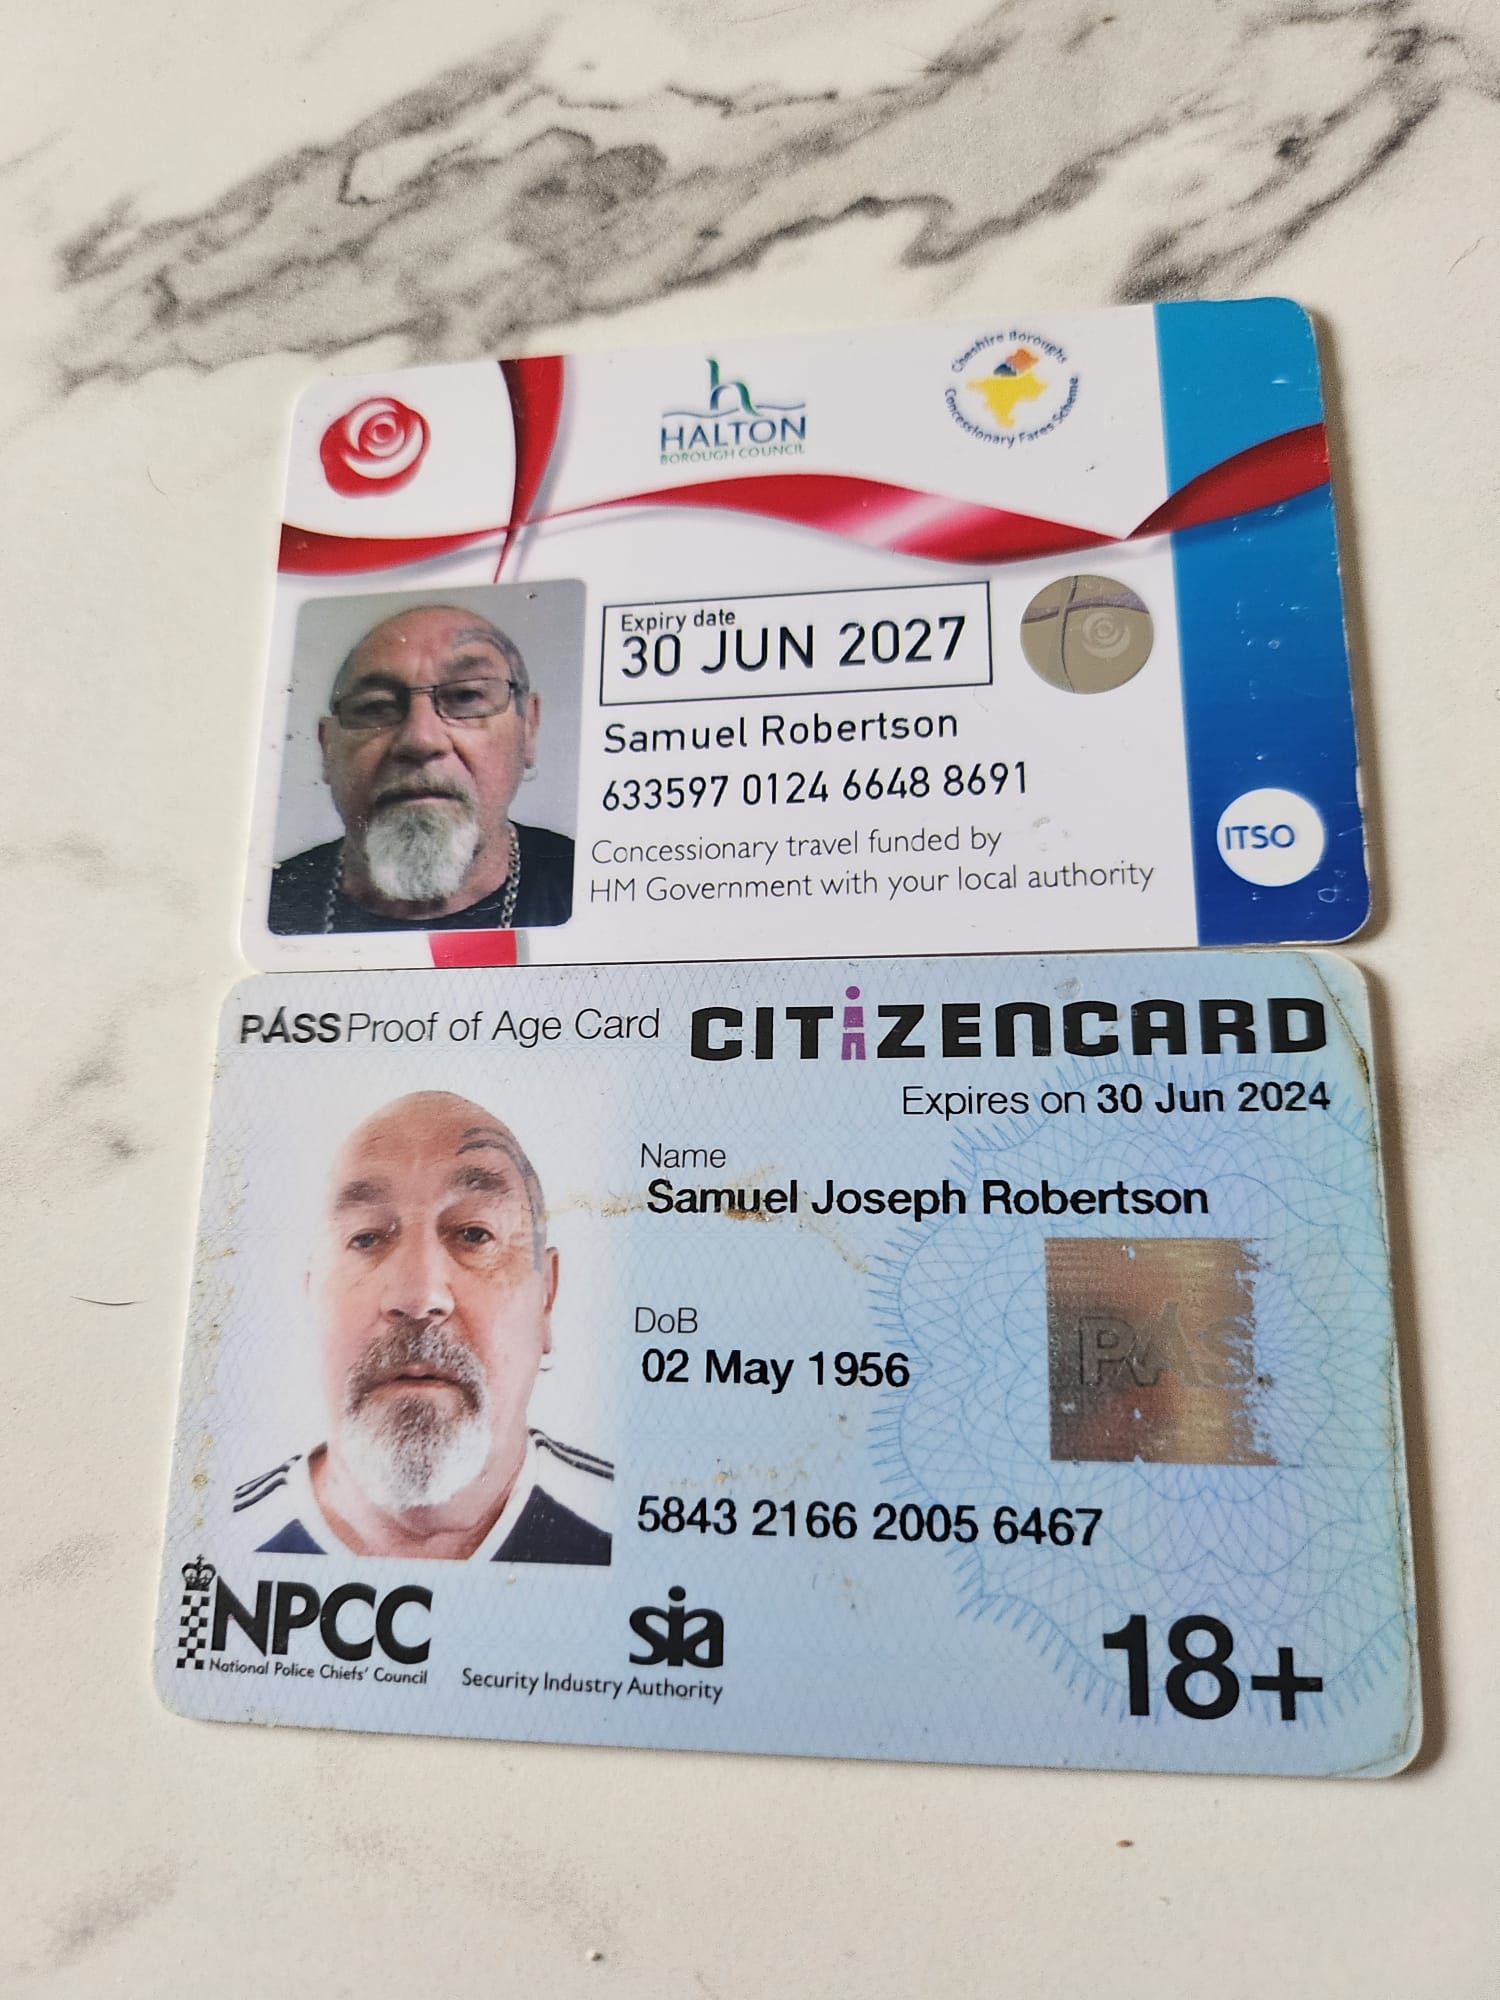 HALTON
BOROUGH COUNCIL
Cheshire Boroughs
Concessionary Fares Scheme
Expiry date
30 JUN 2027
Samuel Robertson
633597 0124 6648 8691
Concessionary travel funded by
HM Government with your local authority
ITSO
PASS Proof of Age Card CITiZENCARD
Expires on 30 Jun 2024
Name
Samuel Joseph Robertson
DoB
02 May 1956
PAS
5843 2166 2005 6467
NPCC
National Police Chiefs' Council
sia
Security Industry Authority
18+